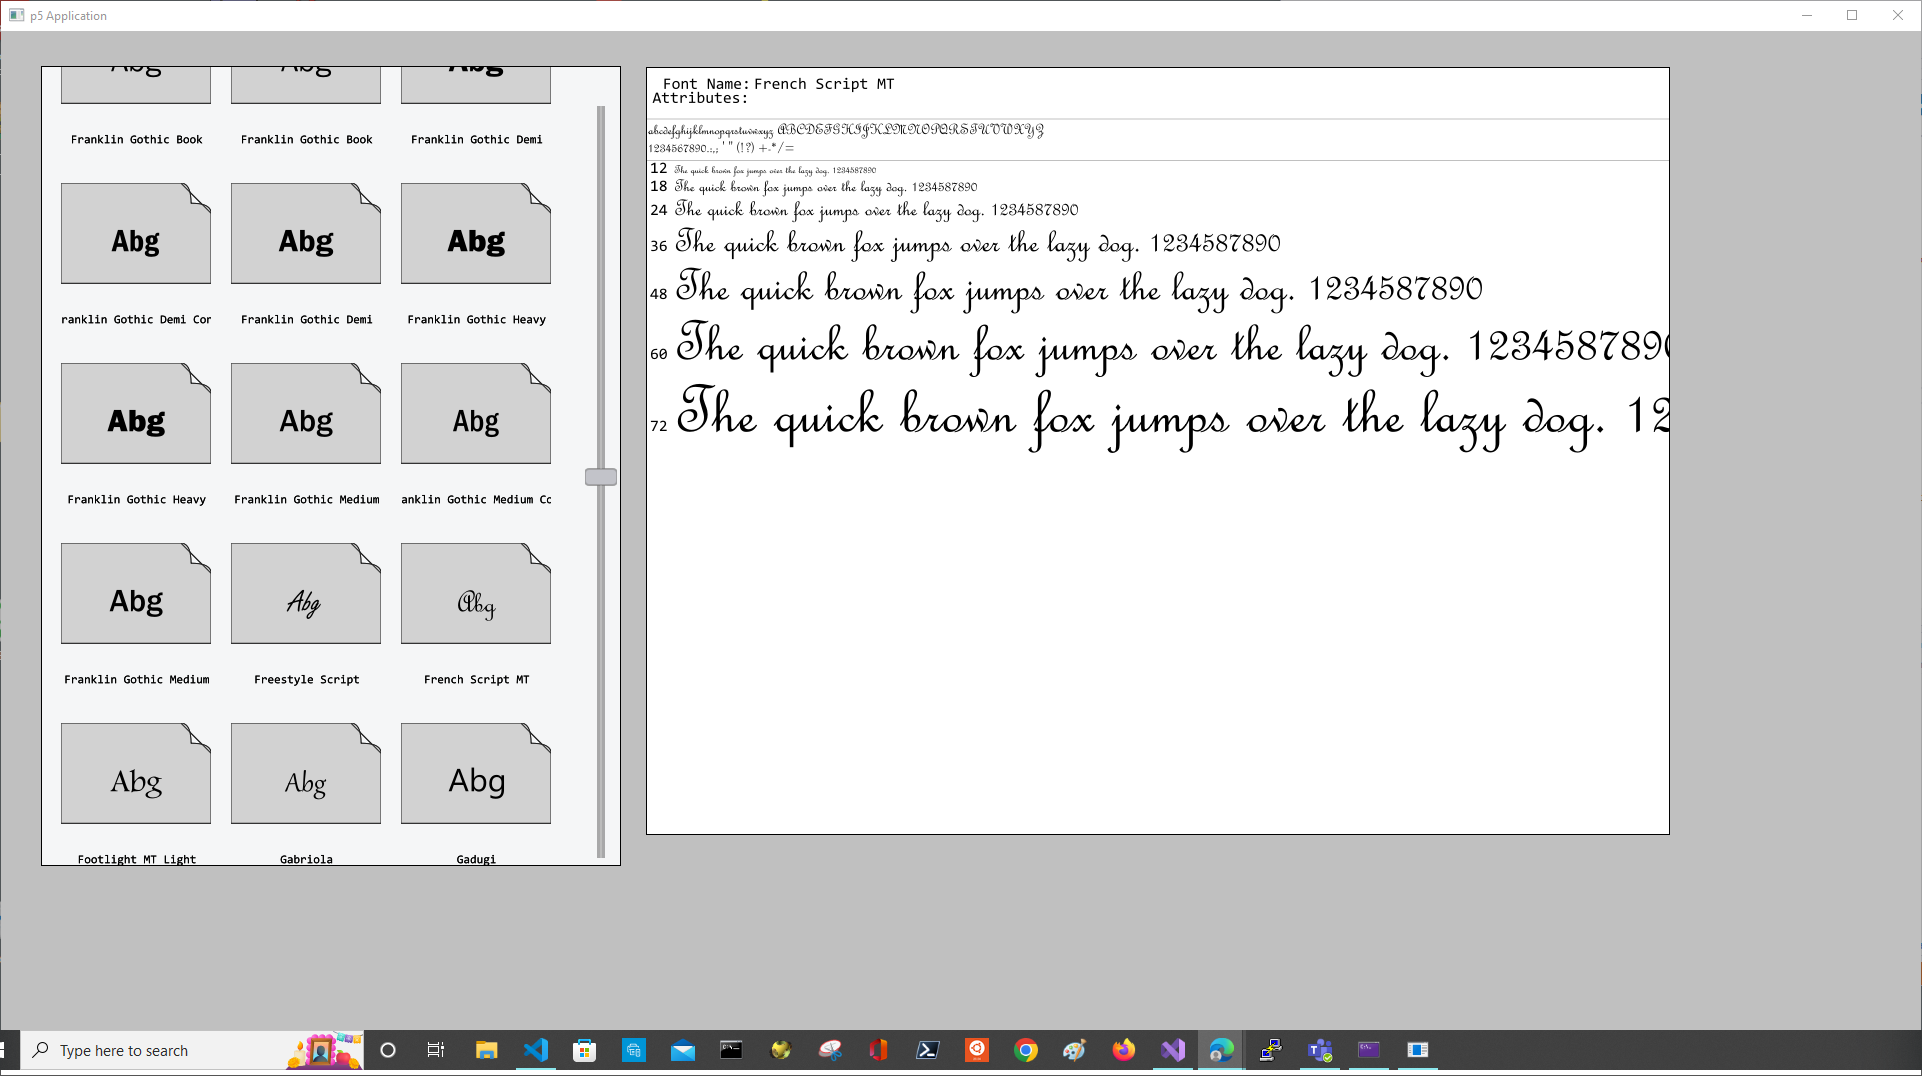 p5 Application
Abg Abg Abg
Franklin Gothic Book Franklin Gothic Book Franklin Gothic Demi
Abg Abg Abg
ranklin Gothic Demi Cor Franklin Gothic Demi Franklin Gothic Heavy
Abg Abg Abg
Franklin Gothic Heavy Franklin Gothic Medium anklin Gothic Medium Co
Abg Abg Abg
Franklin Gothic Medium Freestyle Script French Script MT
Abg Abg Abg
Footlight MT Light Gabriola Gadugi
Font Name: French Script MT
Attributes:
abcdefghijklmnopqrstuvwxyz ABCDEFGHIJKLMNOPQRSTUVWXYZ
1234567890.:,; ' " (!?) +-*/=
12 The quick brown fox jumps over the lazy dog. 1234587890
18 The quick brown fox jumps over the lazy dog. 1234587890
24 The quick brown fox jumps over the lazy dog. 1234587890
36 The quick brown fox jumps over the lazy dog. 1234587890
48 The quick brown fox jumps over the lazy dog. 1234587890
60 The quick brown fox jumps over the lazy dog. 1234587890
72 The quick brown fox jumps over the lazy dog. 12
Type here to search